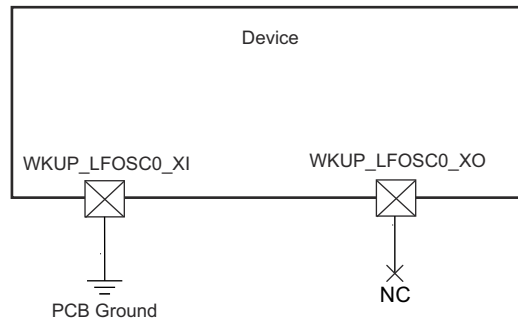 Device
WKUP_LFOSC0_XI
WKUP_LFOSC0_XO
PCB Ground
NC